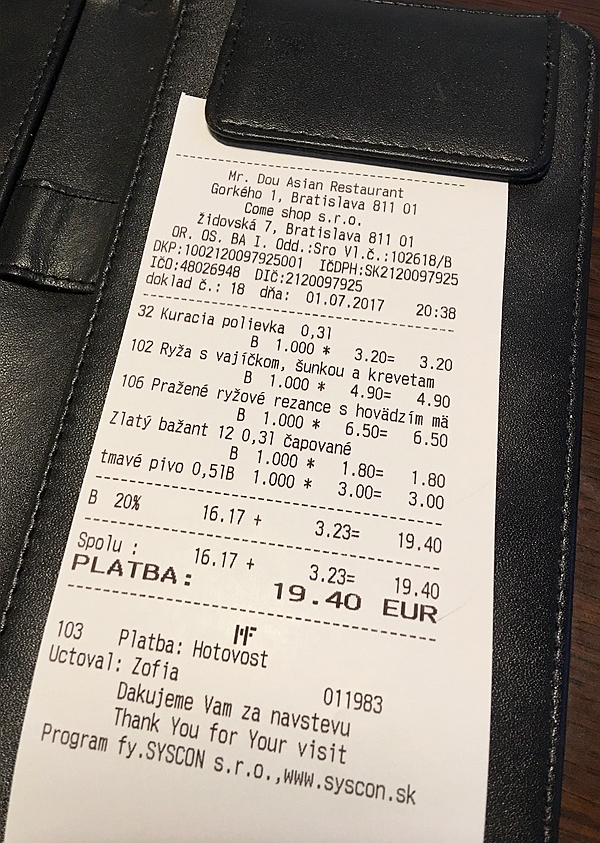 Mr. Dou Asian Restaurant
Gorkého 1, Bratislava 811 01
Come shop s.r.o.
Židovská 7, Bratislava 811 01
OR. OS. BA I. Odd.:Sro Vl.č.:102618/B
DKP:1002120097925001 IčDPH:SK2120097925
IČO:48026948 DIČ:2120097925
doklad č.: 18 dňa: 01.07.2017 20:38
32 Kuracia polievka 0,3l
B 1.000 * 3.20= 3.20
102 Ryža s vajíčkom, šunkou a krevetam
B 1.000 * 4.90= 4.90
106 Pražené ryžové rezance s hovädzím mä
B 1.000 * 6.50= 6.50
Zlatý bažant 12 0,3l čapované
B 1.000 * 1.80= 1.80
tmavé pivo 0,5lB 1.000 * 3.00= 3.00
B 20% 16.17 + 3.23= 19.40
Spolu : 16.17 + 3.23= 19.40
PLATBA: 19.40 EUR
MF
103 Platba: Hotovost 011983
Uctoval: Zofia
Dakujeme Vam za navstevu
Thank You for Your visit
Program fy.SYSCON s.r.o.,www.syscon.sk